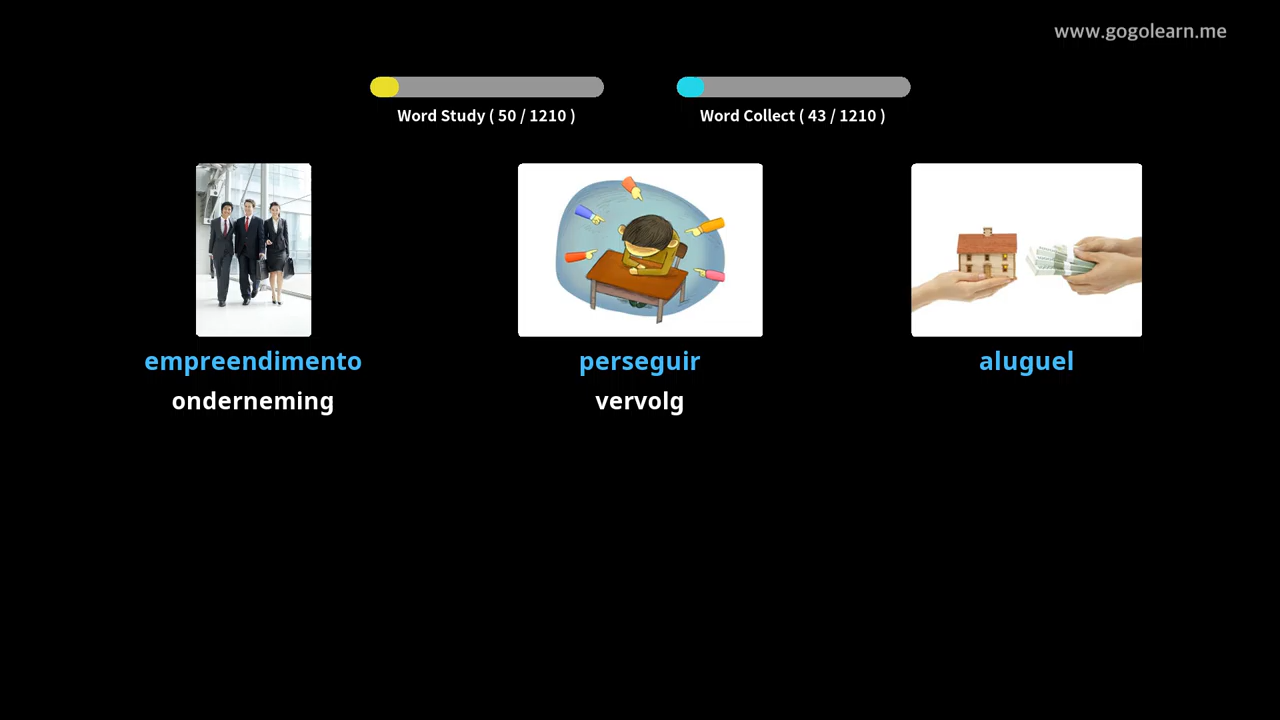 www.gogolearn.me
Word Study ( 50 / 1210 )
Word Collect ( 43 / 1210 )
empreendimento
onderneming
perseguir
vervolg
aluguel